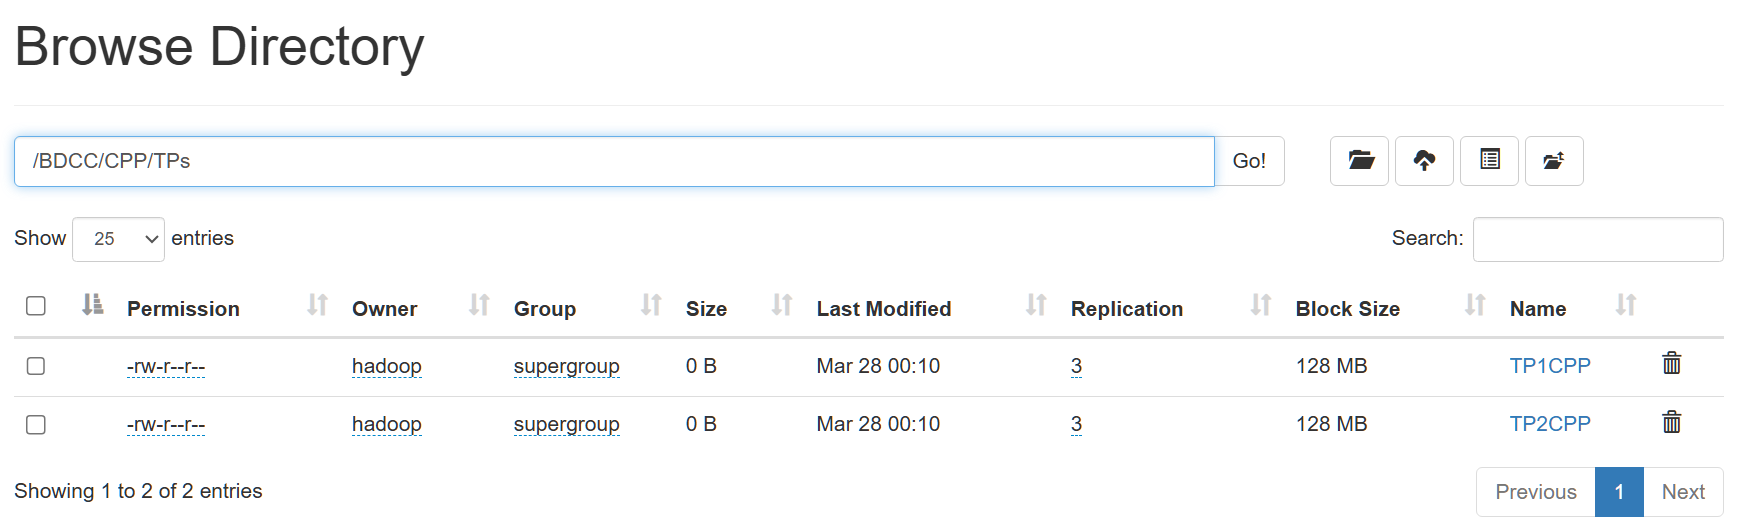 Browse Directory
/BDCC/CPP/TPs Go!
Show 25 entries Search:
Permission Owner Group Size Last Modified Replication Block Size Name
-rw-r--r-- hadoop supergroup 0 B Mar 28 00:10 3 128 MB TP1CPP
-rw-r--r-- hadoop supergroup 0 B Mar 28 00:10 3 128 MB TP2CPP
Showing 1 to 2 of 2 entries Previous 1 Next